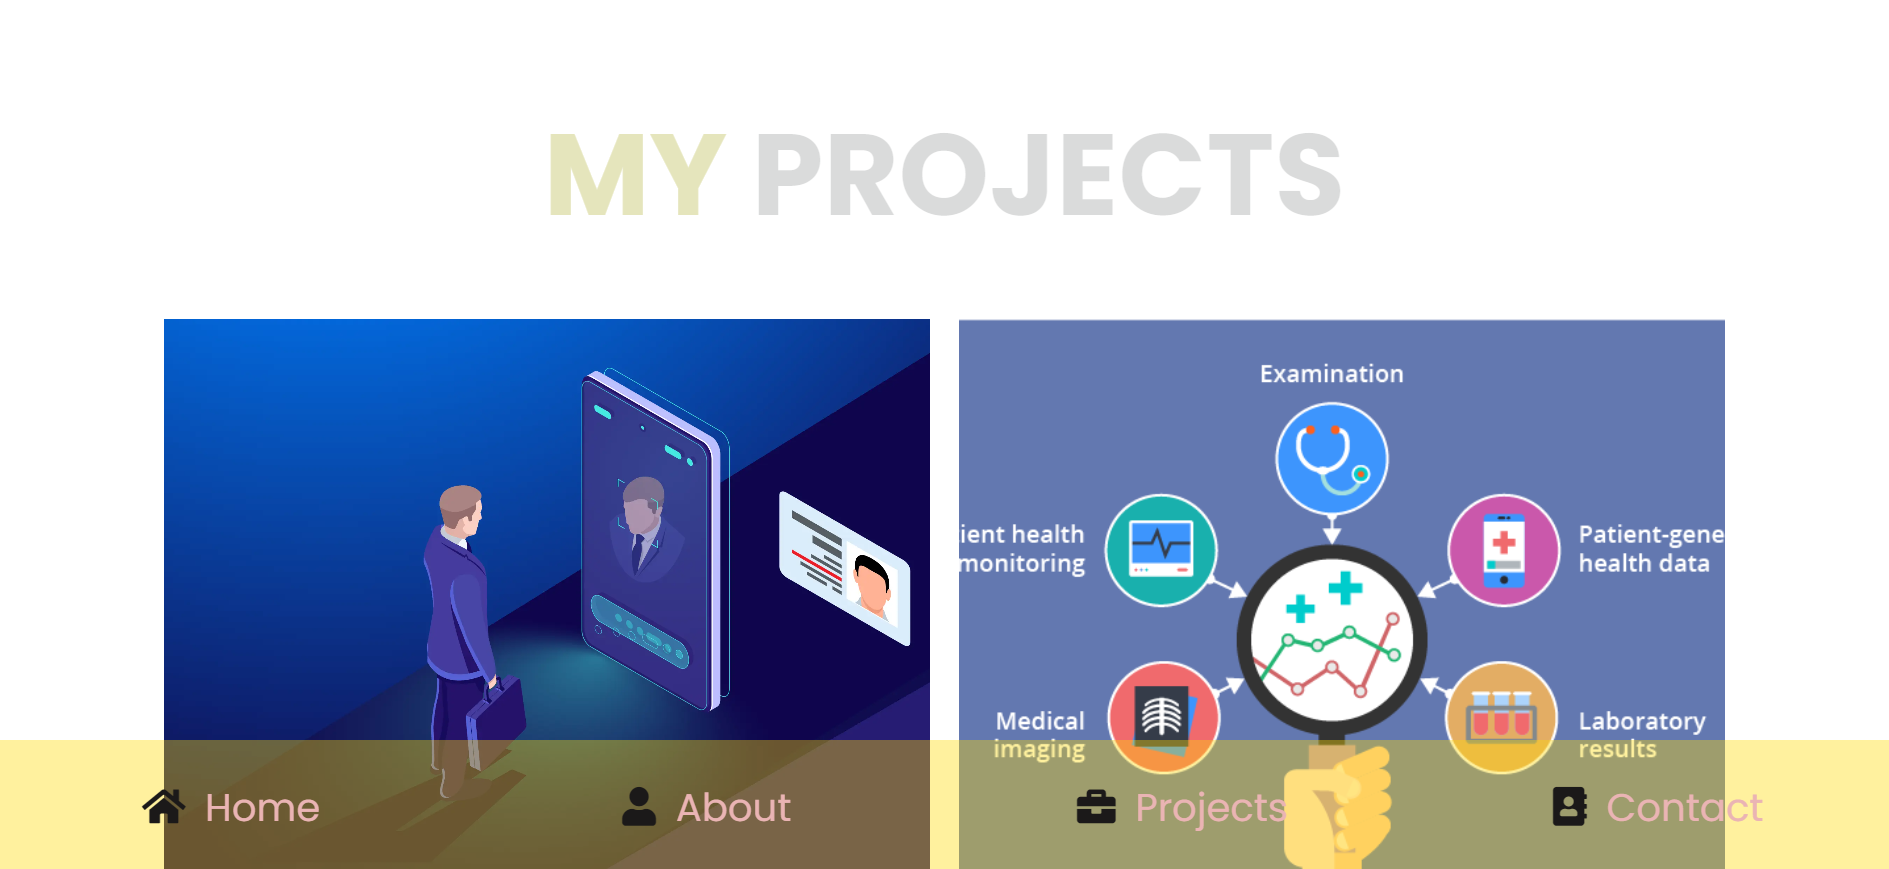 MY PROJECTS
Examination
ient health
monitoring
Patient-gene
health data
Medical
imaging
Laboratory
results
Home
About
Projects
Contact